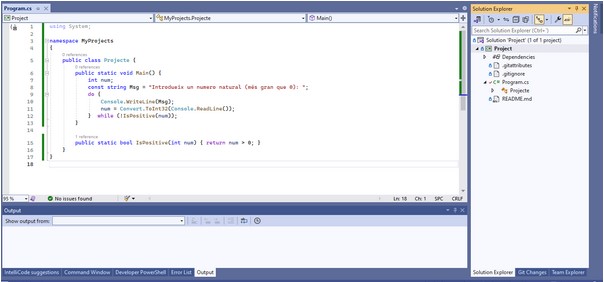 Program.cs
Project
MyProjects.Projecte
Main()
1 using System;
2
3 namespace MyProjects
4 {
0 references
5 public class Projecte {
0 references
6 public static void Main() {
7 int num;
8 const string Msg = "Introdueix un numero natural (més gran que 0): ";
9 do {
10 Console.WriteLine(Msg);
11 num = Convert.ToInt32(Console.ReadLine());
12 } while (!IsPositive(num));
13 }
14
1 reference
15 public static bool IsPositive(int num) { return num > 0; }
16 }
17 }
18
95 %
No issues found
Ln: 18 Ch: 1 SPC CRLF
Output
Show output from:
IntelliCode suggestions Command Window Developer PowerShell Error List Output
Solution Explorer
Search Solution Explorer (Ctrl+')
Solution 'Project' (1 of 1 project)
Project
Dependencies
.gitattributes
.gitignore
Program.cs
Projecte
README.md
Solution Explorer Git Changes Team Explorer
Notifications